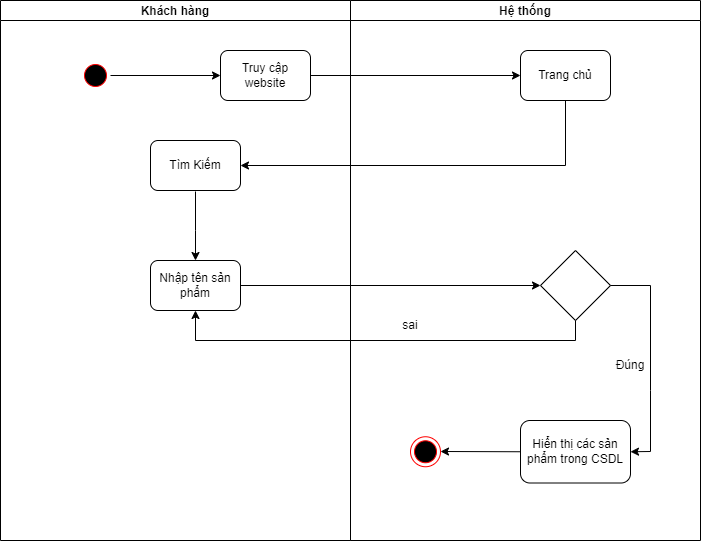 Khách hàng
Hệ thống
Truy cập
website
Trang chủ
Tìm Kiếm
Nhập tên sản
phẩm
sai
Đúng
Hiển thị các sản
phẩm trong CSDL